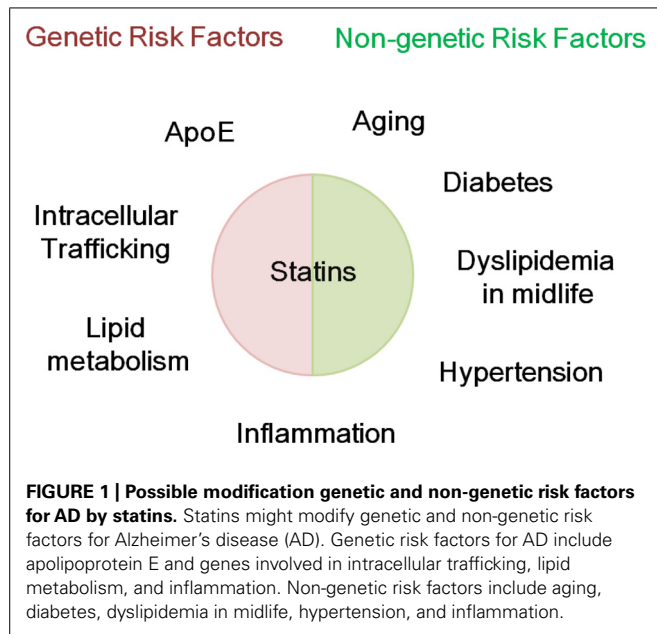 Genetic Risk Factors
Non-genetic Risk Factors
ApoE
Aging
Intracellular
Trafficking
Diabetes
Statins
Dyslipidemia
in midlife
Lipid
metabolism
Hypertension
Inflammation
FIGURE 1 | Possible modification genetic and non-genetic risk factors
for AD by statins. Statins might modify genetic and non-genetic risk
factors for Alzheimer's disease (AD). Genetic risk factors for AD include
apolipoprotein E and genes involved in intracellular trafficking, lipid
metabolism, and inflammation. Non-genetic risk factors include aging,
diabetes, dyslipidemia in midlife, hypertension, and inflammation.